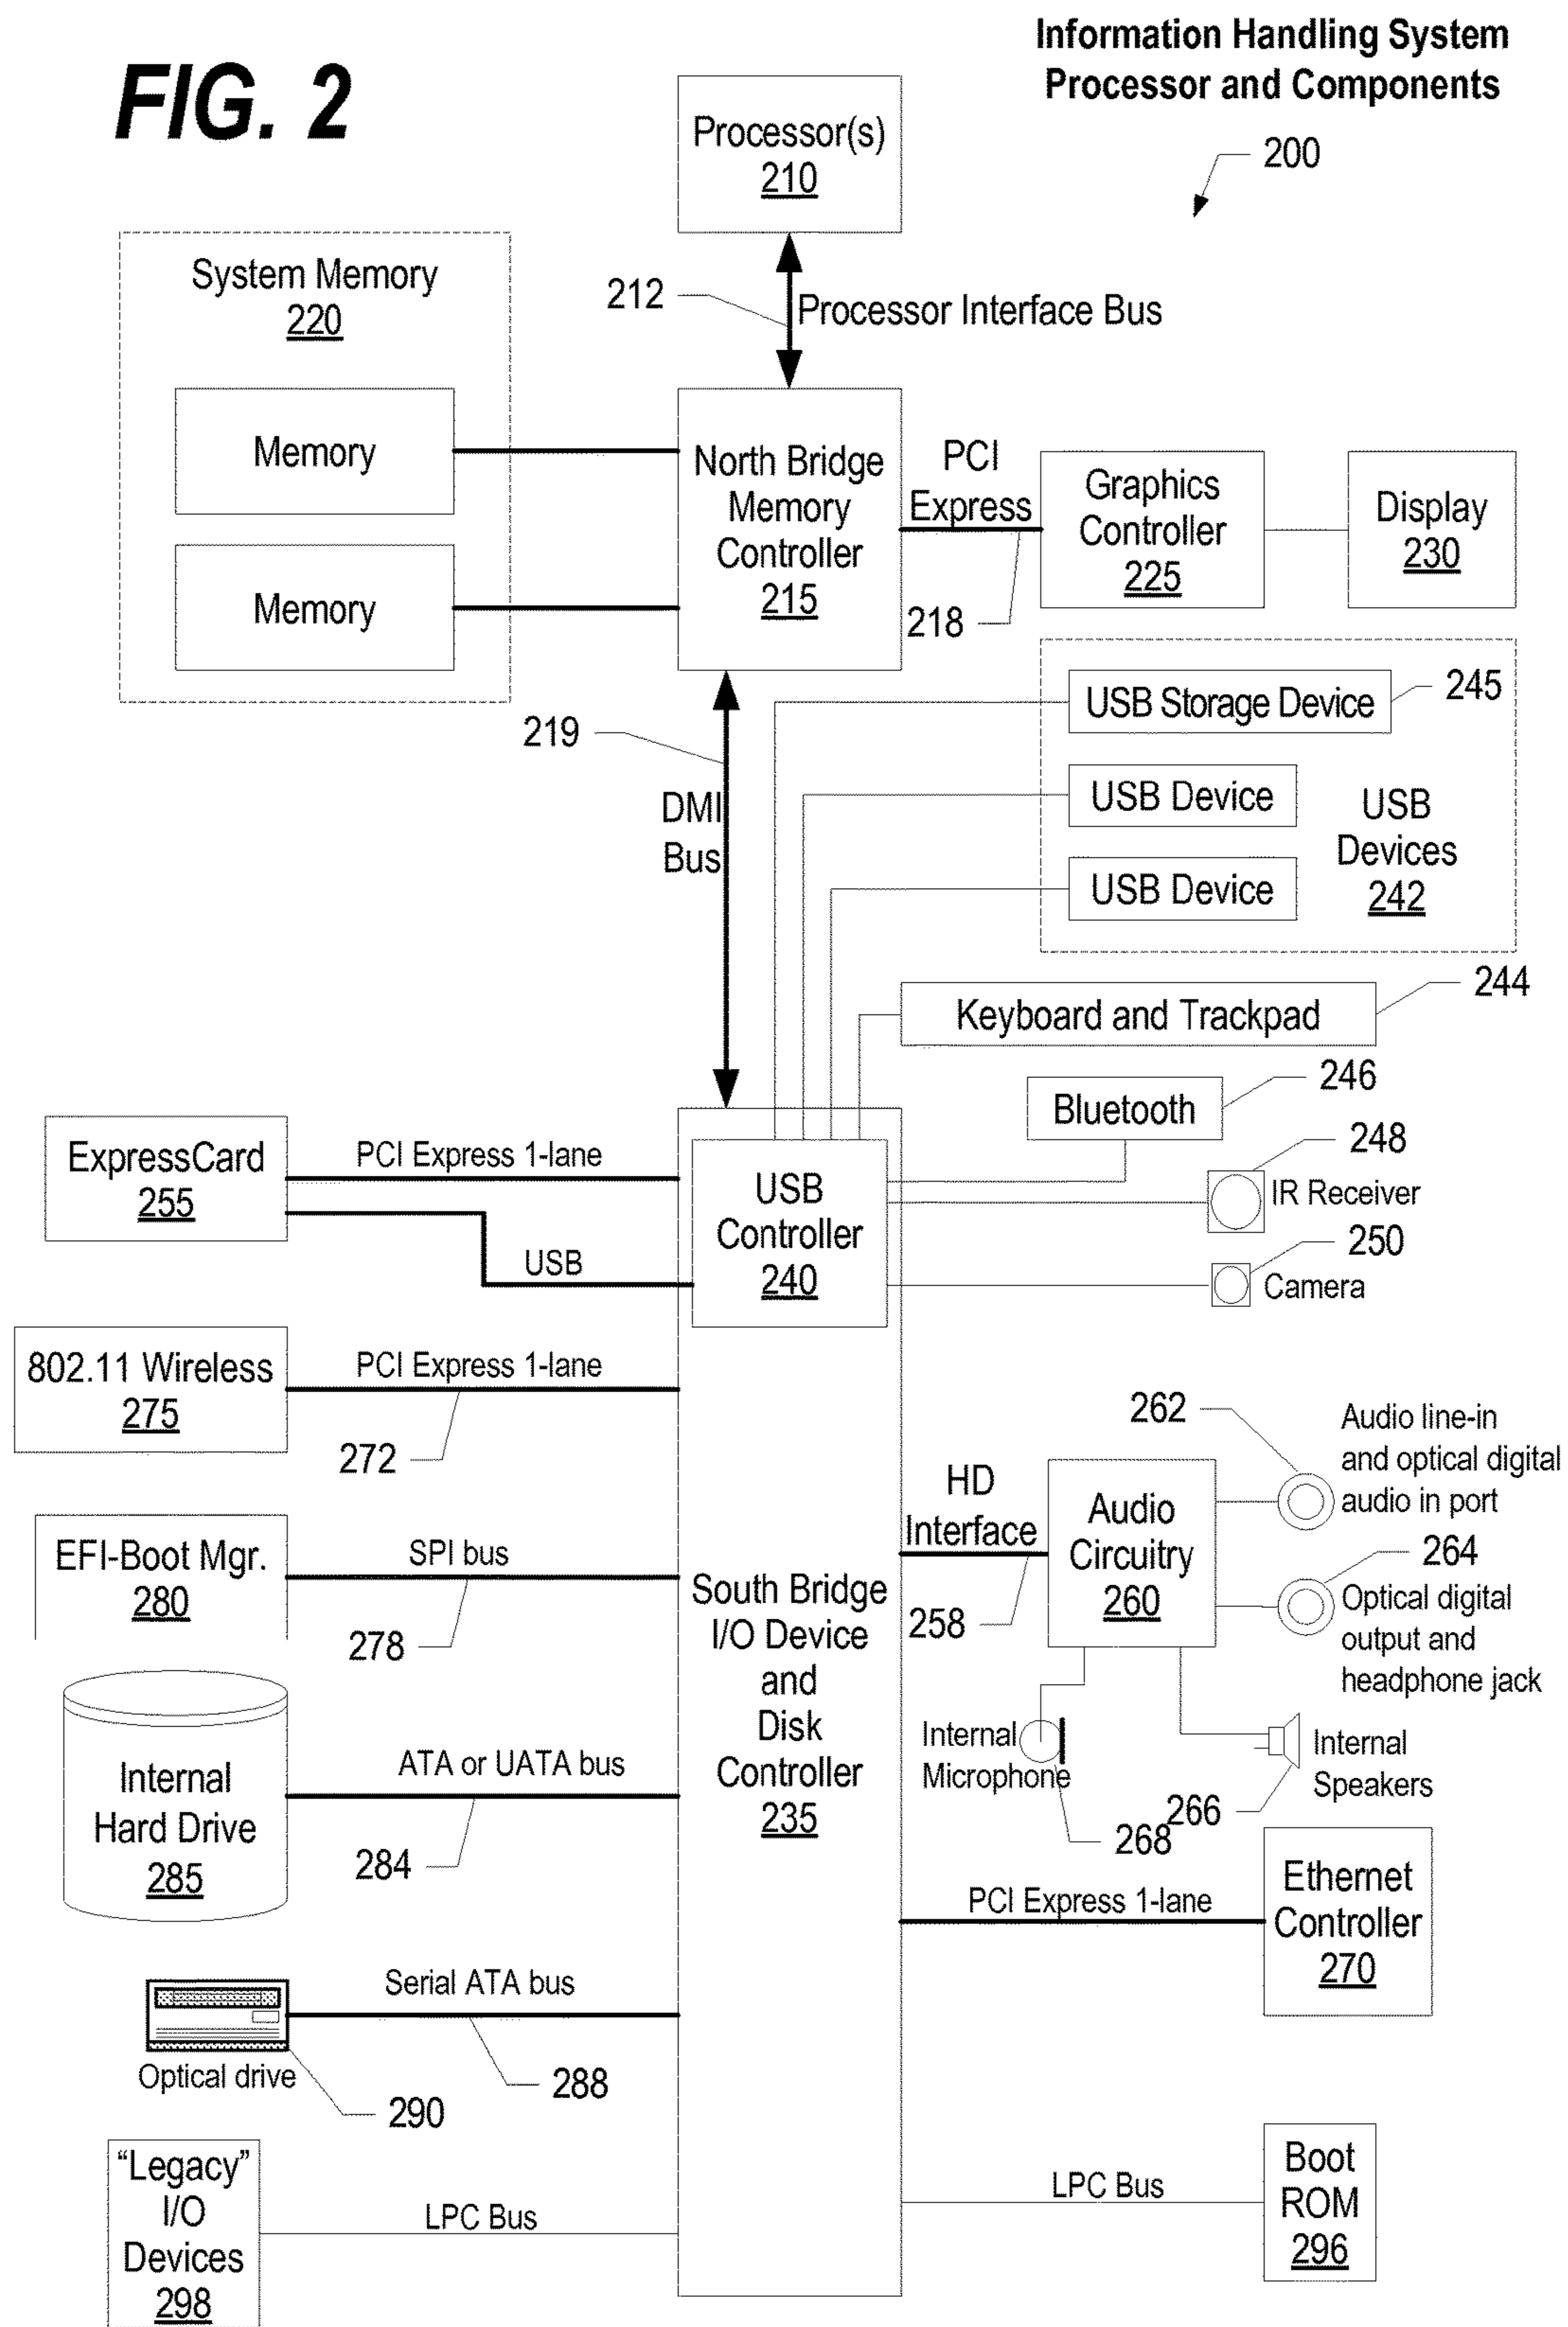 FIG. 2
Information Handling System
Processor and Components
200
Processor(s)
210
212
Processor Interface Bus
System Memory
220
Memory
Memory
North Bridge
Memory
Controller
215
PCI
Express
218
Graphics
Controller
225
Display
230
219
DMI
Bus
USB Storage Device
245
USB Device
USB Device
USB
Devices
242
Keyboard and Trackpad
244
Bluetooth
246
248
IR Receiver
250
Camera
ExpressCard
255
PCI Express 1-lane
USB
USB
Controller
240
802.11 Wireless
275
PCI Express 1-lane
272
EFI-Boot Mgr.
280
SPI bus
278
South Bridge
I/O Device
and
Disk
Controller
235
HD
Interface
258
Audio
Circuitry
260
262
Audio line-in
and optical digital
audio in port
264
Optical digital
output and
headphone jack
Internal
Microphone
268
Internal
Speakers
266
Internal
Hard Drive
285
ATA or UATA bus
284
PCI Express 1-lane
Ethernet
Controller
270
Serial ATA bus
288
Optical drive
290
"Legacy"
I/O
Devices
298
LPC Bus
LPC Bus
Boot
ROM
296